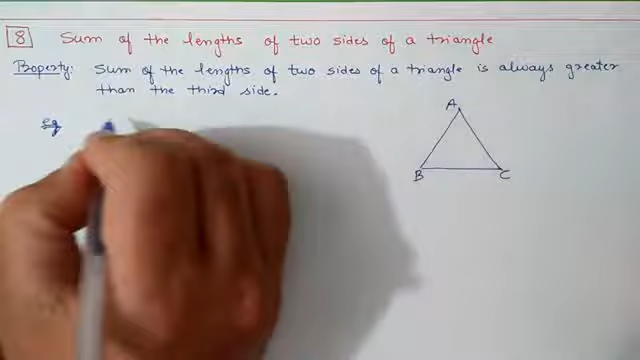 8 Sum of the lengths of two sides of a triangle
Property: Sum of the lengths of two sides of a triangle is always greater
than the third side.
eg
A
B C